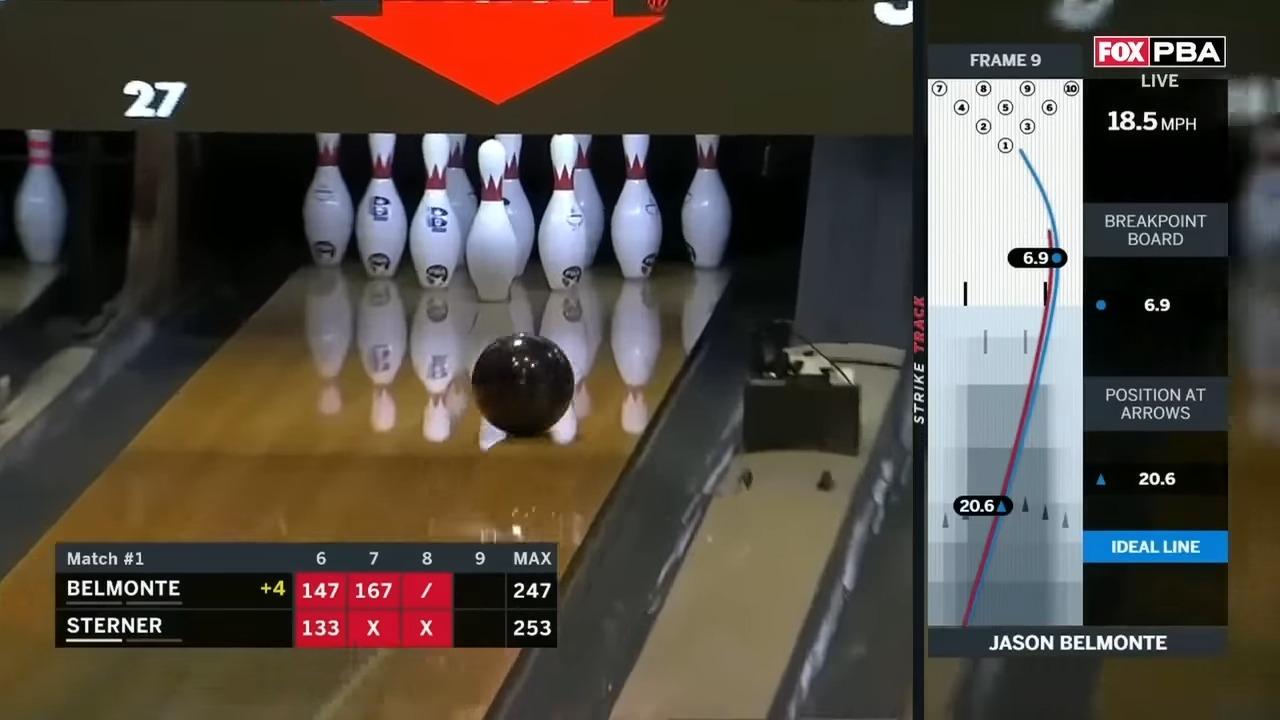 27
Match #1 6 7 8 9 MAX
BELMONTE +4 147 167 / 247
STERNER 133 X X 253
FRAME 9
7 8 9 10
4 5 6
2 3
1
6.9
20.6
STRIKE TRACK
FOX PBA
LIVE
18.5 MPH
BREAKPOINT
BOARD
6.9
POSITION AT
ARROWS
20.6
IDEAL LINE
JASON BELMONTE